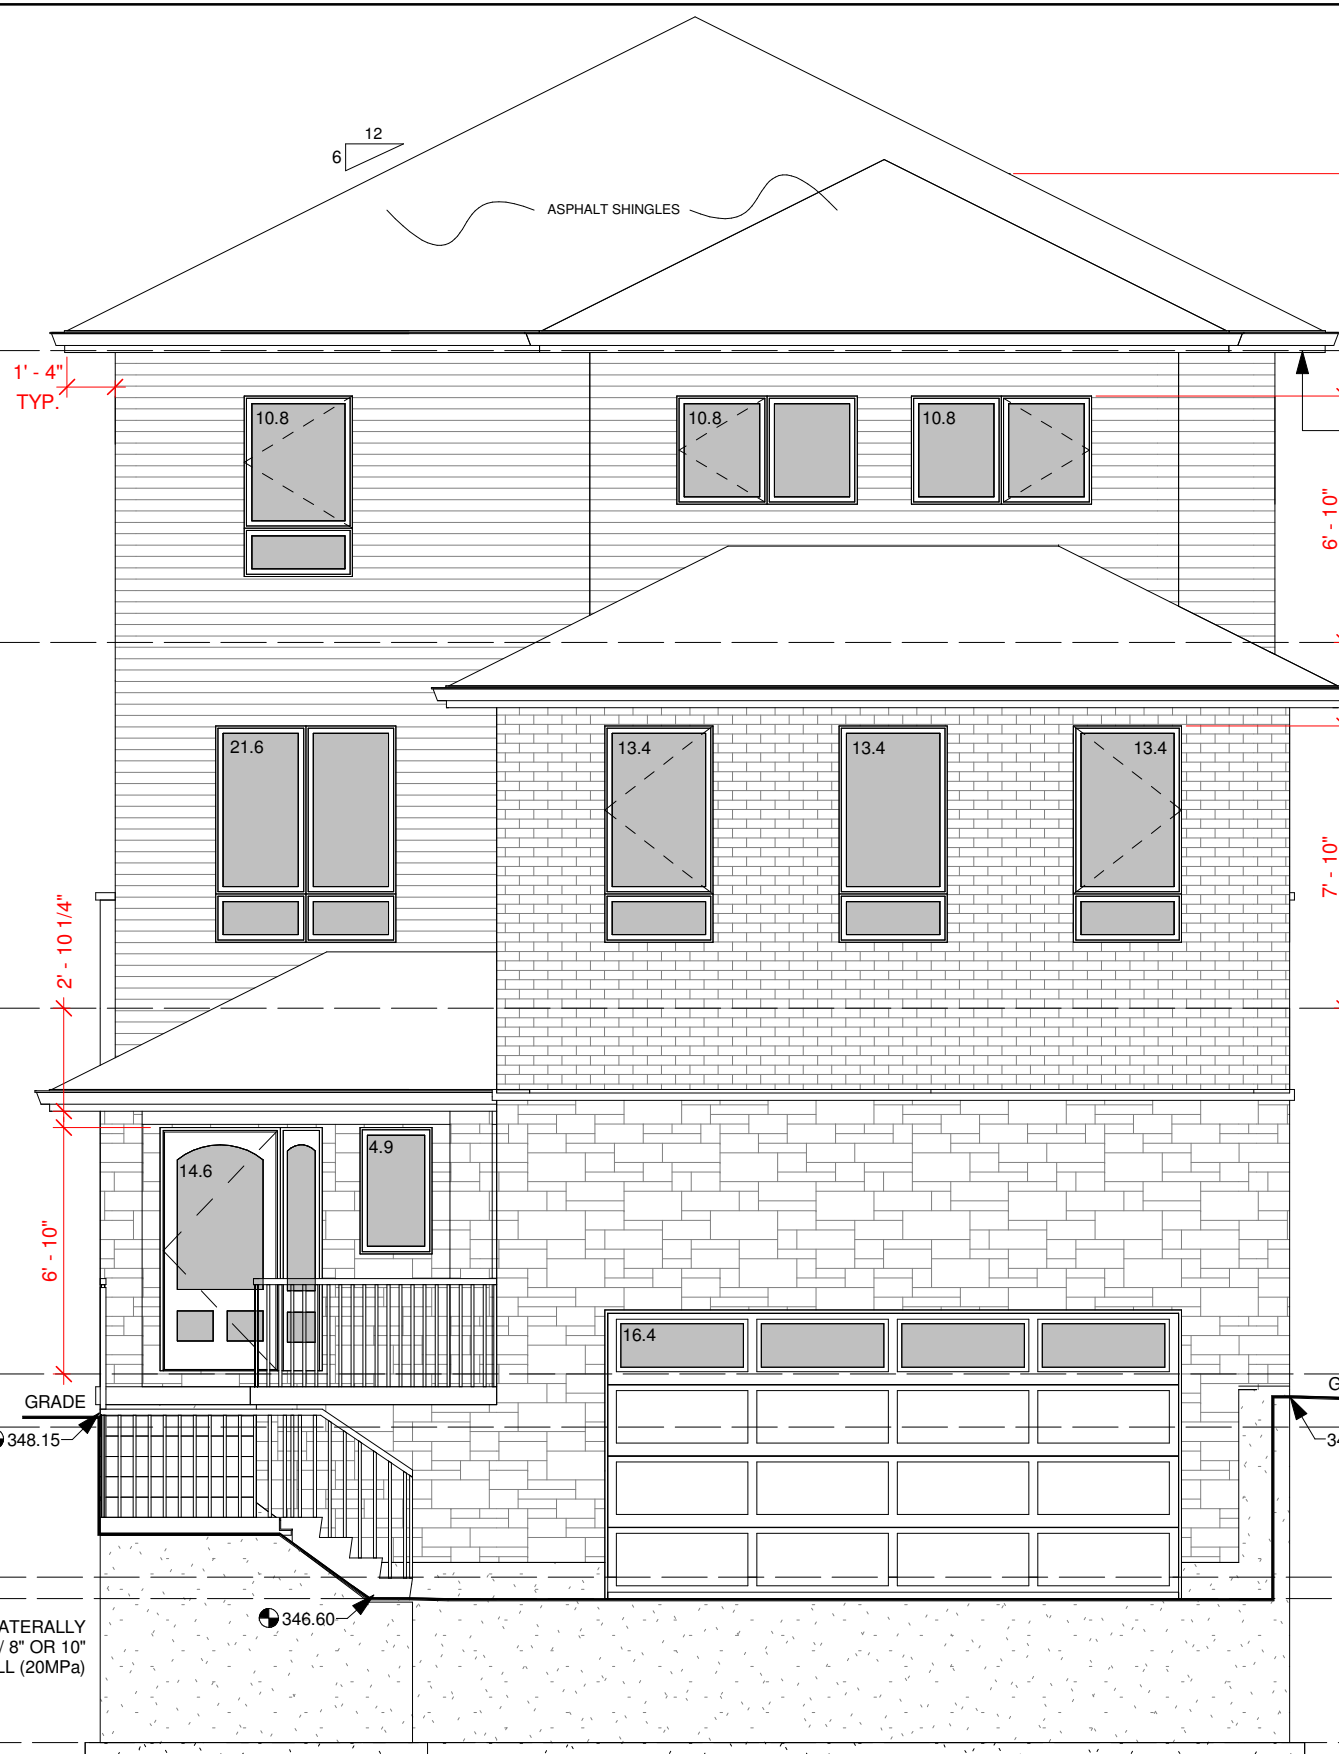 12
6
ASPHALT SHINGLES
1' - 4"
TYP.
10.8
10.8
10.8
6' - 10"
21.6
13.4
13.4
13.4
7' - 10"
2' - 10 1/4"
14.6
4.9
6' - 10"
16.4
GRADE
G
348.15
34
346.60
ATERALLY
/ 8" OR 10"
LL (20MPa)